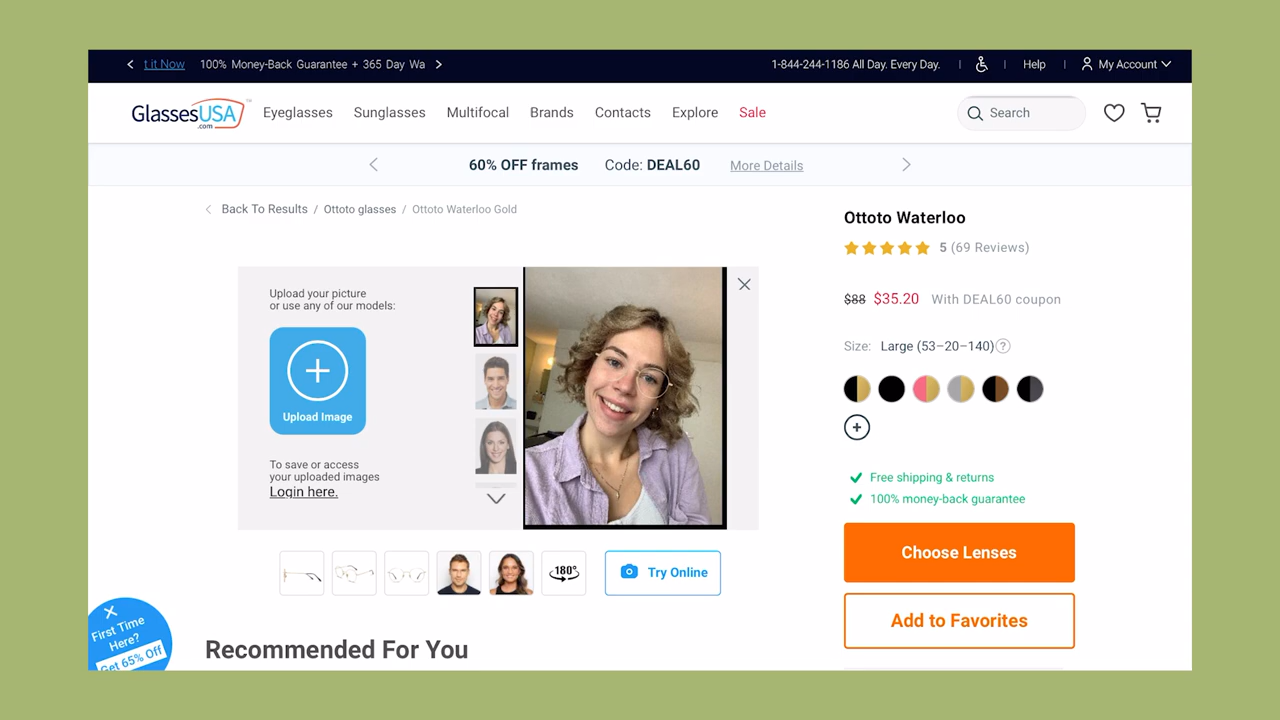 t it Now 100% Money-Back Guarantee + 365 Day Wa
1-844-244-1186 All Day. Every Day. Help My Account
GlassesUSA™
.com
Eyeglasses Sunglasses Multifocal Brands Contacts Explore Sale Search
60% OFF frames Code: DEAL60 More Details
Back To Results / Ottoto glasses / Ottoto Waterloo Gold
Upload your picture
or use any of our models:
Upload Image
To save or access
your uploaded images
Login here.
180°
Try Online
Ottoto Waterloo
5 (69 Reviews)
$88 $35.20 With DEAL60 coupon
Size: Large (53-20-140) ?
Free shipping & returns
100% money-back guarantee
Choose Lenses
Add to Favorites
First Time
Here?
Get 65% Off
Recommended For You